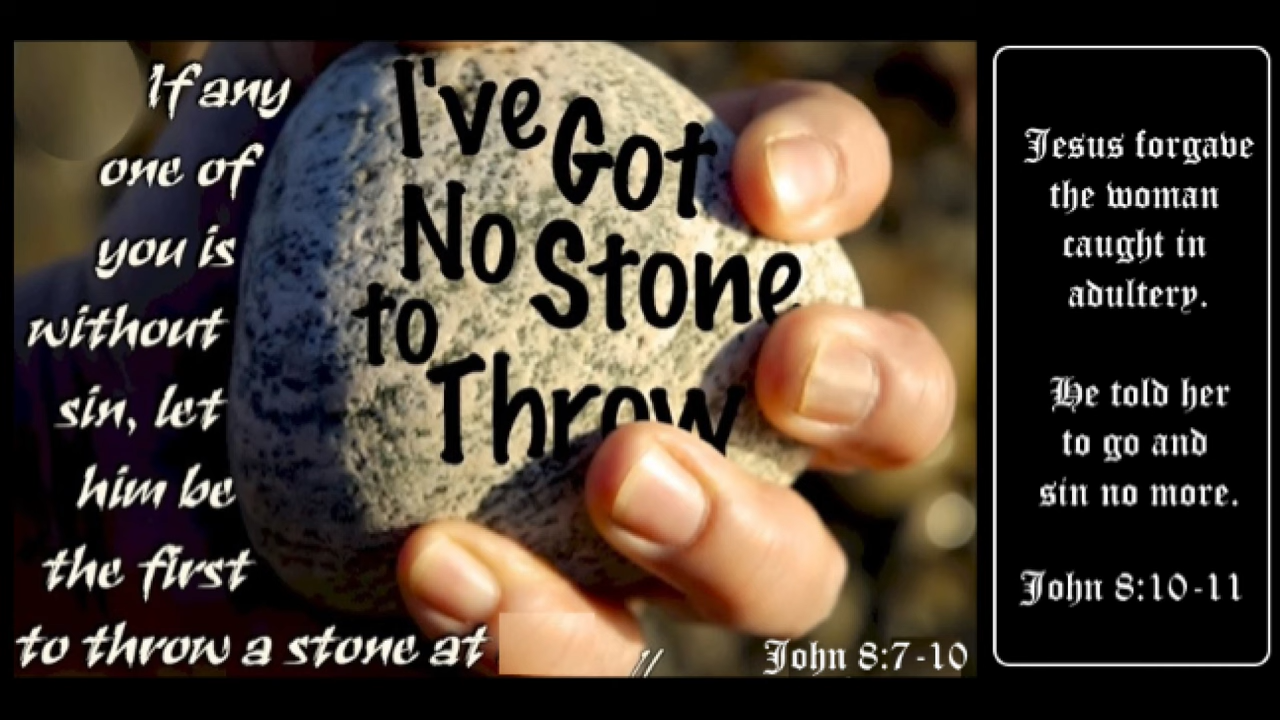 If any
one of
you is
without
sin, let
him be
the first
to throw a stone at
I've Got
No Stone
to
Throw
John 8:7-10
Jesus forgave
the woman
caught in
adultery.
He told her
to go and
sin no more.
John 8:10-11